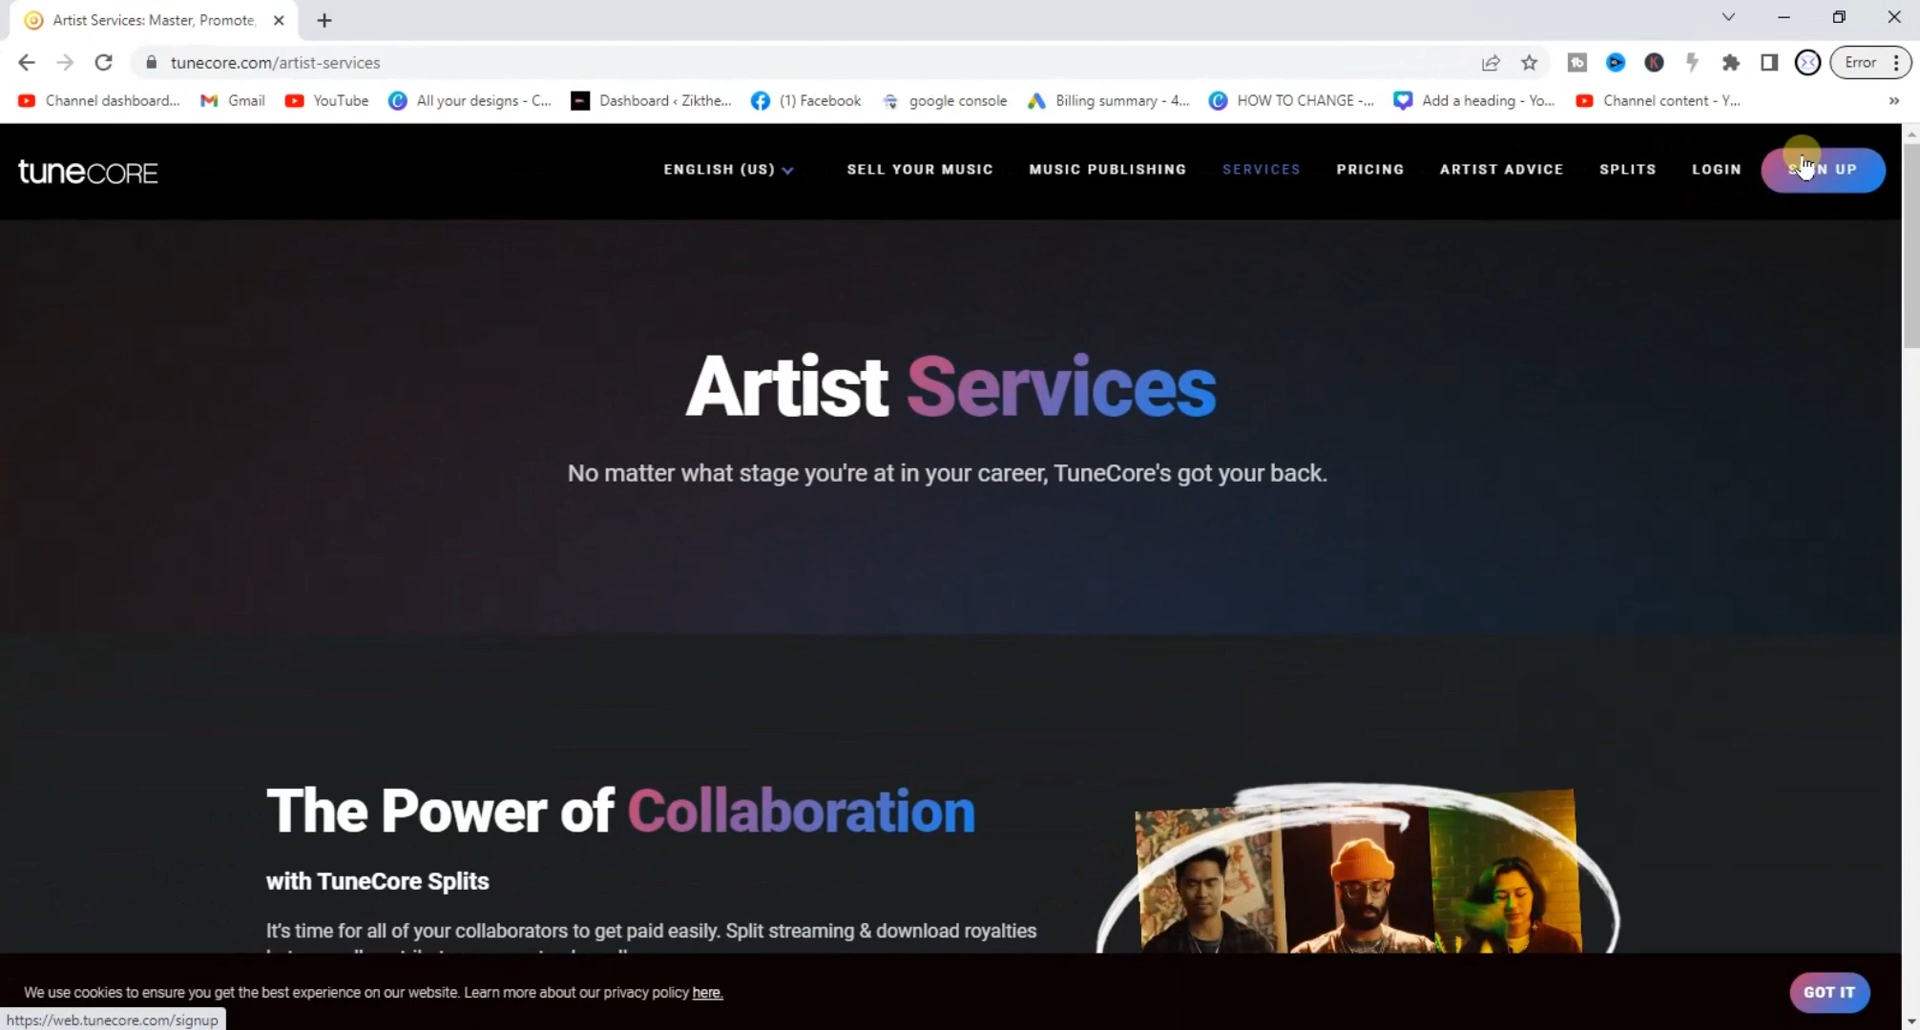 Artist Services: Master, Promote,
tunecore.com/artist-services
Error
Channel dashboard... Gmail YouTube All your designs - C... Dashboard ‹ Zikthe... (1) Facebook google console Billing summary - 4... HOW TO CHANGE -... Add a heading - Yo... Channel content - Y... »
tuneCORE
ENGLISH (US) SELL YOUR MUSIC MUSIC PUBLISHING SERVICES PRICING ARTIST ADVICE SPLITS LOGIN UP
Artist Services
No matter what stage you're at in your career, TuneCore's got your back.
The Power of Collaboration
with TuneCore Splits
It's time for all of your collaborators to get paid easily. Split streaming & download royalties
We use cookies to ensure you get the best experience on our website. Learn more about our privacy policy here.
GOT IT
https://web.tunecore.com/signup